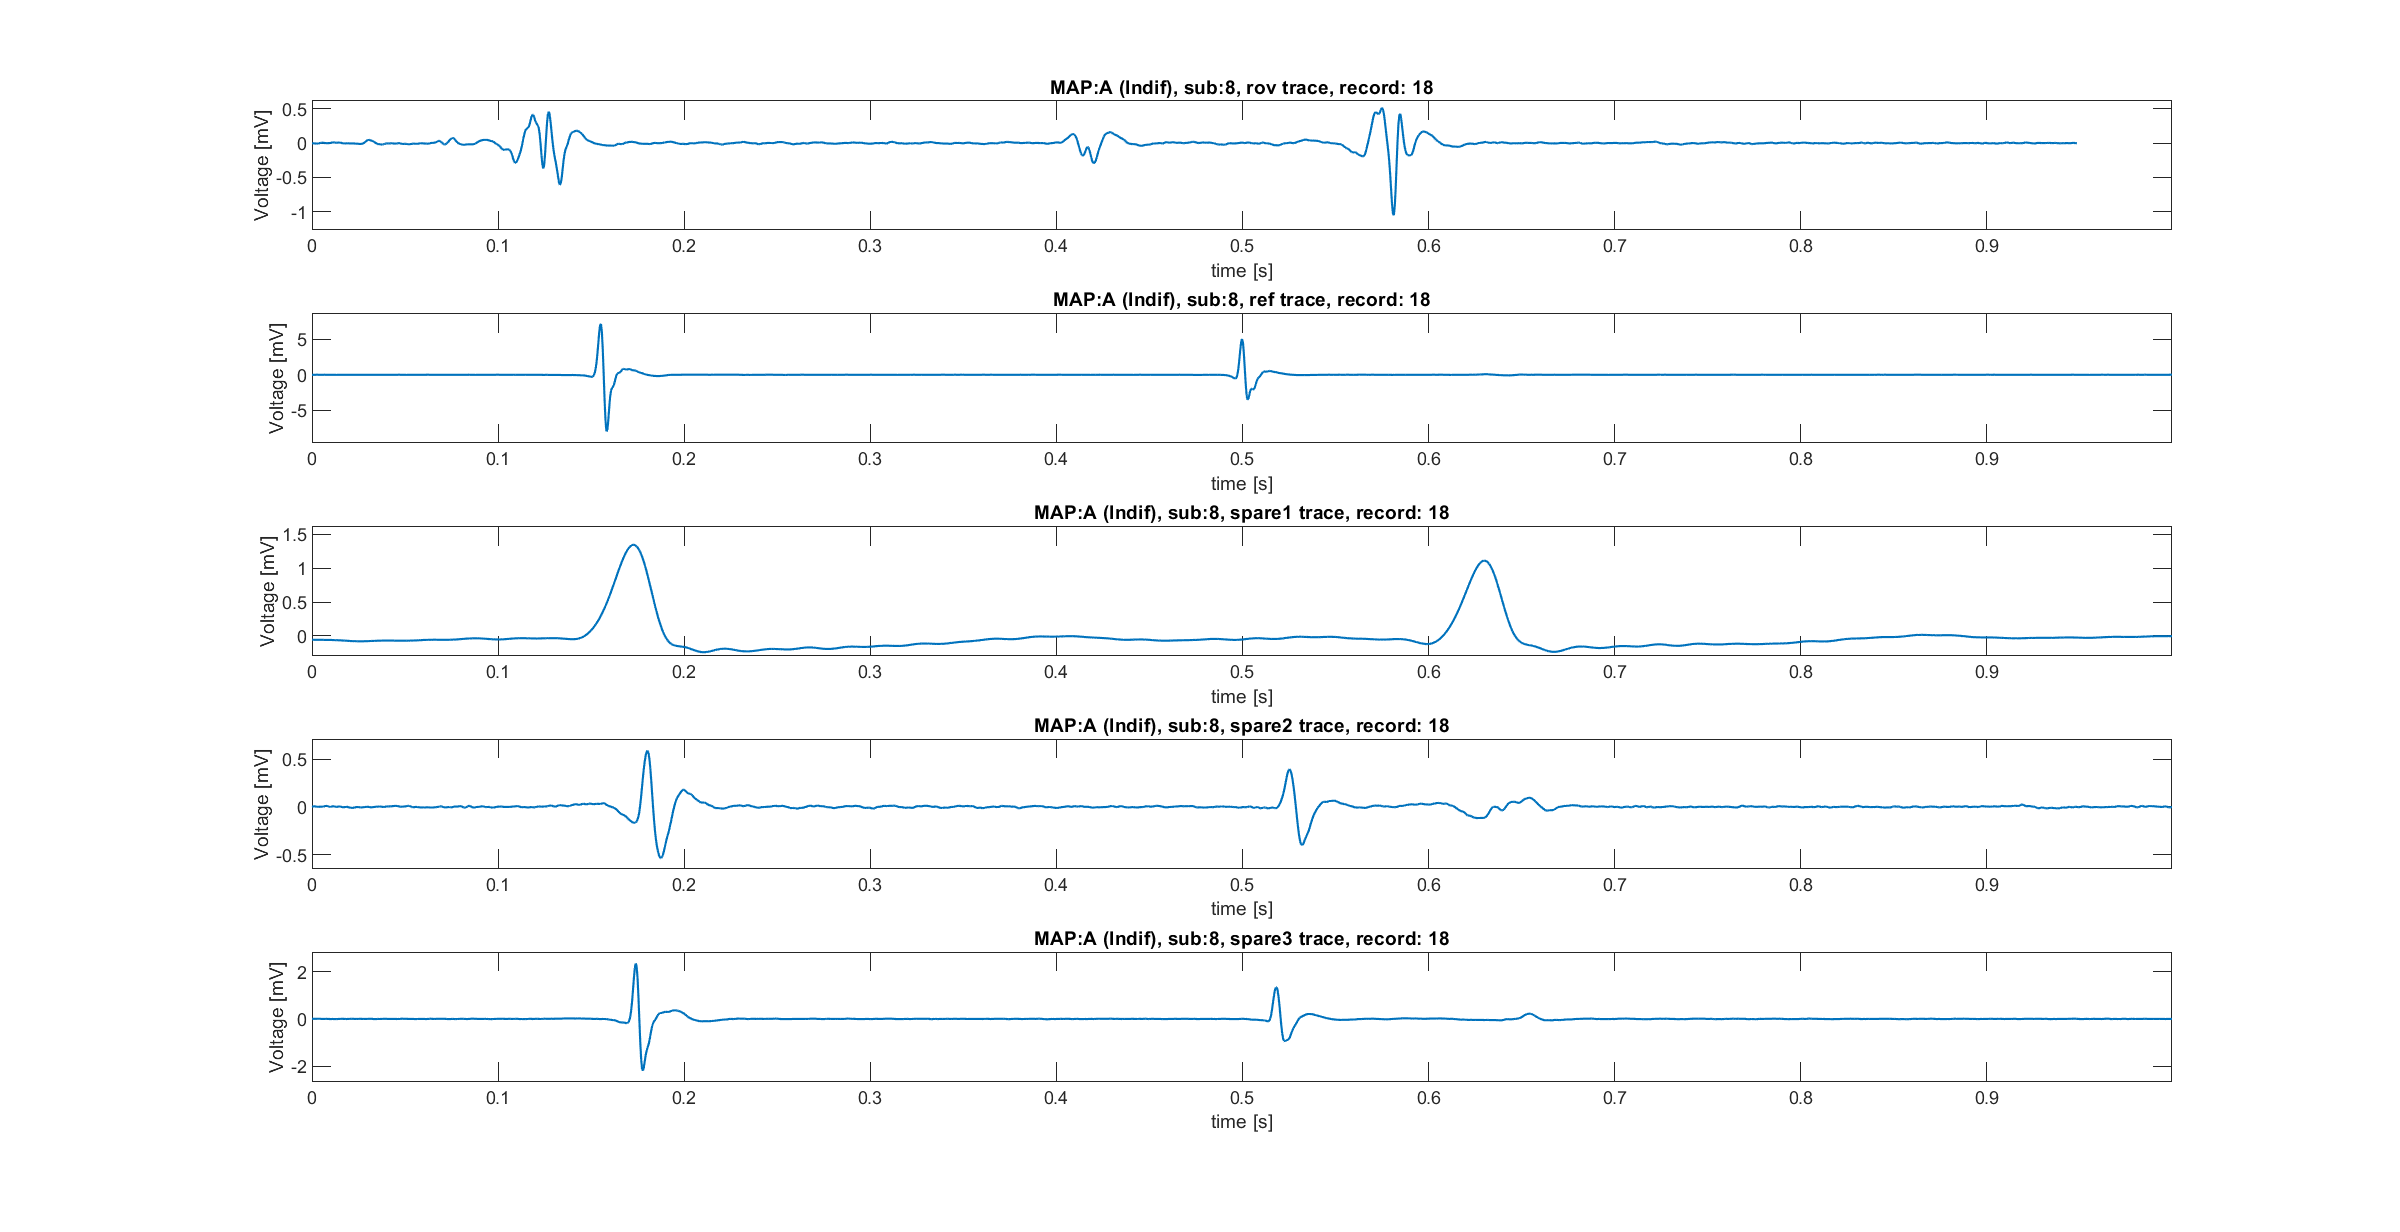 MAP:A (Indif), sub:8, rov trace, record: 18
Voltage [mV]
0.5
0
-0.5
-1
0 0.1 0.2 0.3 0.4 0.5 0.6 0.7 0.8 0.9
time [s]
MAP:A (Indif), sub:8, ref trace, record: 18
Voltage [mV]
5
0
-5
0 0.1 0.2 0.3 0.4 0.5 0.6 0.7 0.8 0.9
time [s]
MAP:A (Indif), sub:8, spare1 trace, record: 18
Voltage [mV]
1.5
1
0.5
0
0 0.1 0.2 0.3 0.4 0.5 0.6 0.7 0.8 0.9
time [s]
MAP:A (Indif), sub:8, spare2 trace, record: 18
Voltage [mV]
0.5
0
-0.5
0 0.1 0.2 0.3 0.4 0.5 0.6 0.7 0.8 0.9
time [s]
MAP:A (Indif), sub:8, spare3 trace, record: 18
Voltage [mV]
2
0
-2
0 0.1 0.2 0.3 0.4 0.5 0.6 0.7 0.8 0.9
time [s]